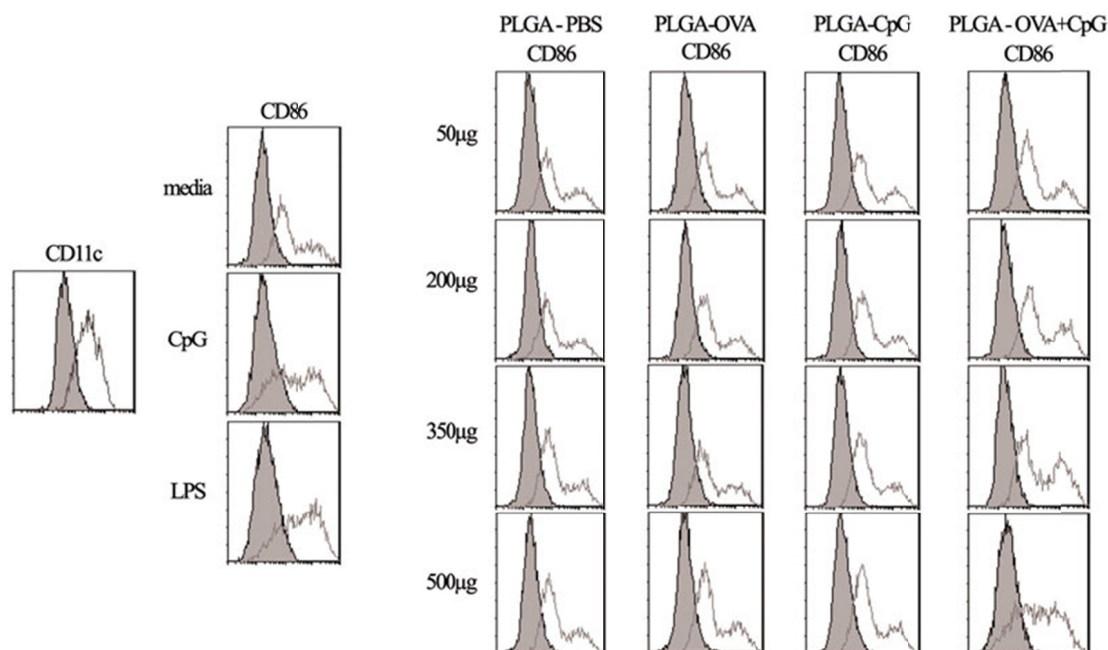 PLGA - PBS PLGA-OVA PLGA-CpG PLGA - OVA+CpG
CD86 CD86 CD86 CD86
50μg
CD86
media
200μg
CD11c
CpG
350μg
LPS
500μg